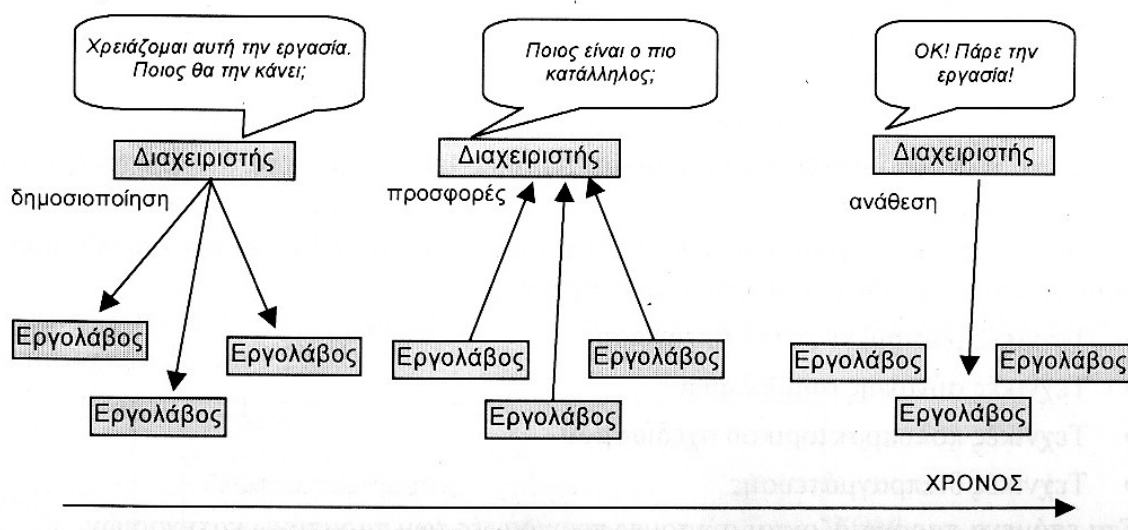 Χρειάζομαι αυτή την εργασία.
Ποιος θα την κάνει;
Διαχειριστής
δημοσιοποίηση
Εργολάβος
Εργολάβος
Εργολάβος
Ποιος είναι ο πιο
κατάλληλος;
Διαχειριστής
προσφορές
Εργολάβος
Εργολάβος
Εργολάβος
ΟΚ! Πάρε την
εργασία!
Διαχειριστής
ανάθεση
Εργολάβος
Εργολάβος
Εργολάβος
ΧΡΟΝΟΣ